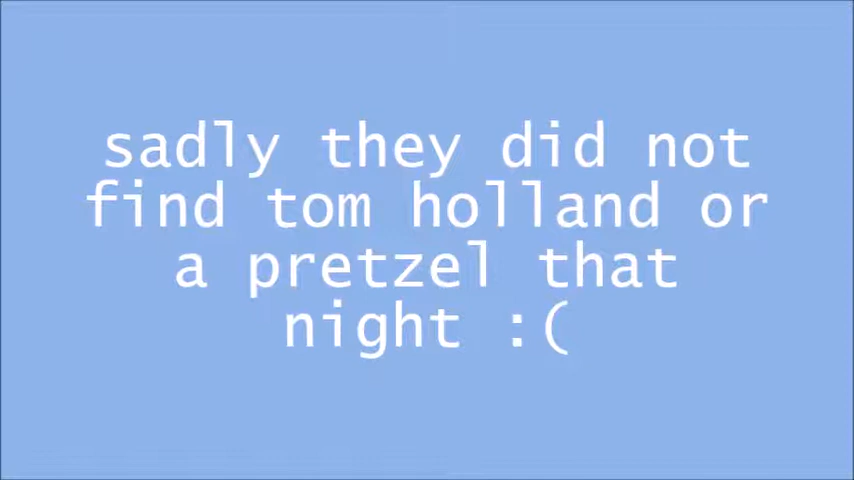 sadly they did not
find tom holland or
a pretzel that
night :(